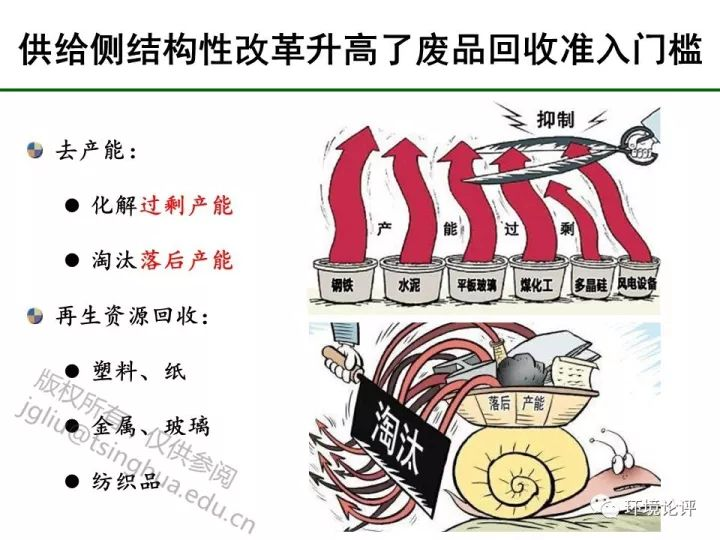 供给侧结构性改革升高了废品回收准入门槛
去产能：
化解过剩产能
淘汰落后产能
再生资源回收：
塑料、纸
金属、玻璃
纺织品
版权所有，仅供参阅
jgliu@tsinghua.edu.cn
抑制
产能过剩
钢铁
水泥
平板玻璃
煤化工
多晶硅
风电设备
落后产能
淘汰
环境论评